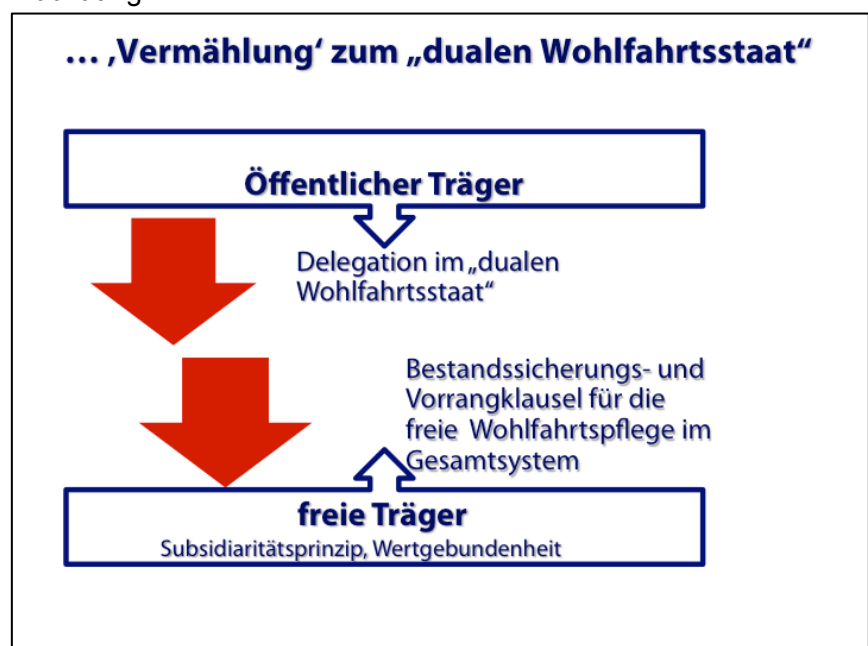 … ‚Vermählung‘ zum „dualen Wohlfahrtsstaat“
Öffentlicher Träger
Delegation im „dualen
Wohlfahrtsstaat“
Bestandssicherungs- und
Vorrangklausel für die
freie Wohlfahrtspflege im
Gesamtsystem
freie Träger
Subsidiaritätsprinzip, Wertgebundenheit